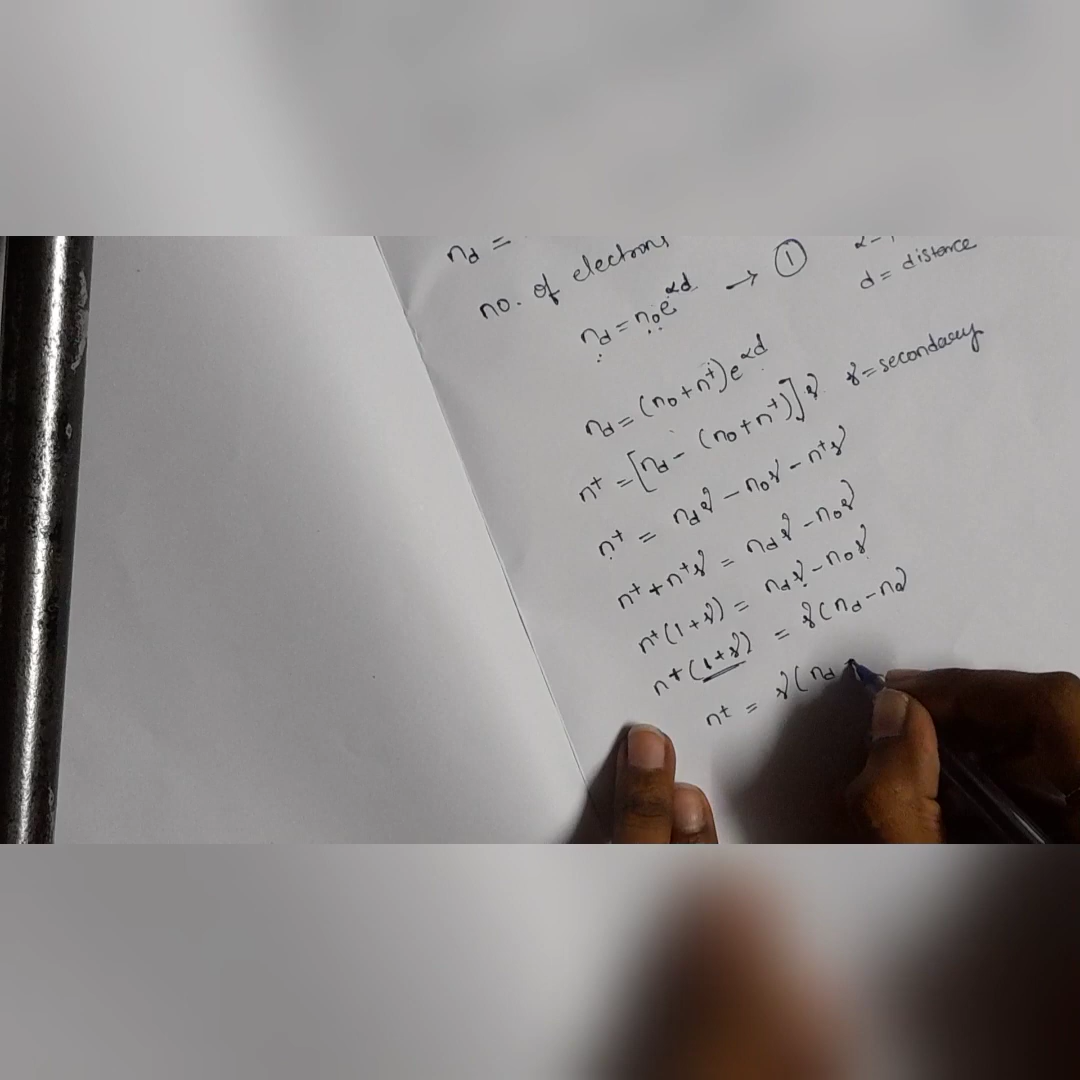 nd =
no. of electrons
nd = n0e^αd → ①
α -
d = distance
nd = (n0 + n+) e^αd
n+ = [nd - (n0 + n+)] γ
γ = secondary
n+ = ndγ - n0γ - n+γ
n+ + n+γ = ndγ - n0γ
n+ (1 + γ) = ndγ - n0γ
n+ (1 + γ) = γ (nd - n0)
n+ = γ (nd